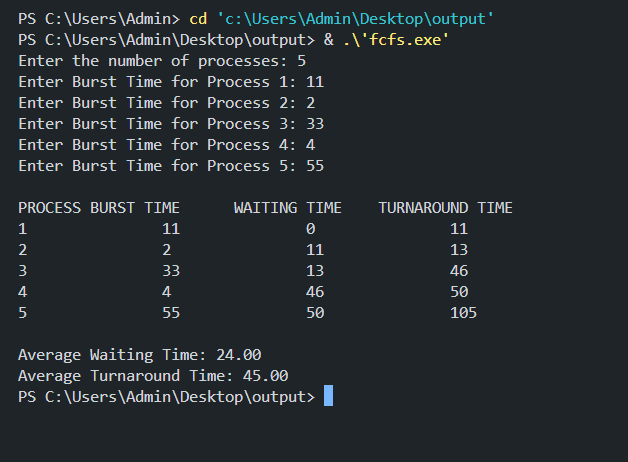 PS C:\Users\Admin> cd 'c:\Users\Admin\Desktop\output'
PS C:\Users\Admin\Desktop\output> & .\'fcfs.exe'
Enter the number of processes: 5
Enter Burst Time for Process 1: 11
Enter Burst Time for Process 2: 2
Enter Burst Time for Process 3: 33
Enter Burst Time for Process 4: 4
Enter Burst Time for Process 5: 55

PROCESS BURST TIME      WAITING TIME    TURNAROUND TIME
1               11              0               11
2               2               11              13
3               33              13              46
4               4               46              50
5               55              50              105

Average Waiting Time: 24.00
Average Turnaround Time: 45.00
PS C:\Users\Admin\Desktop\output>